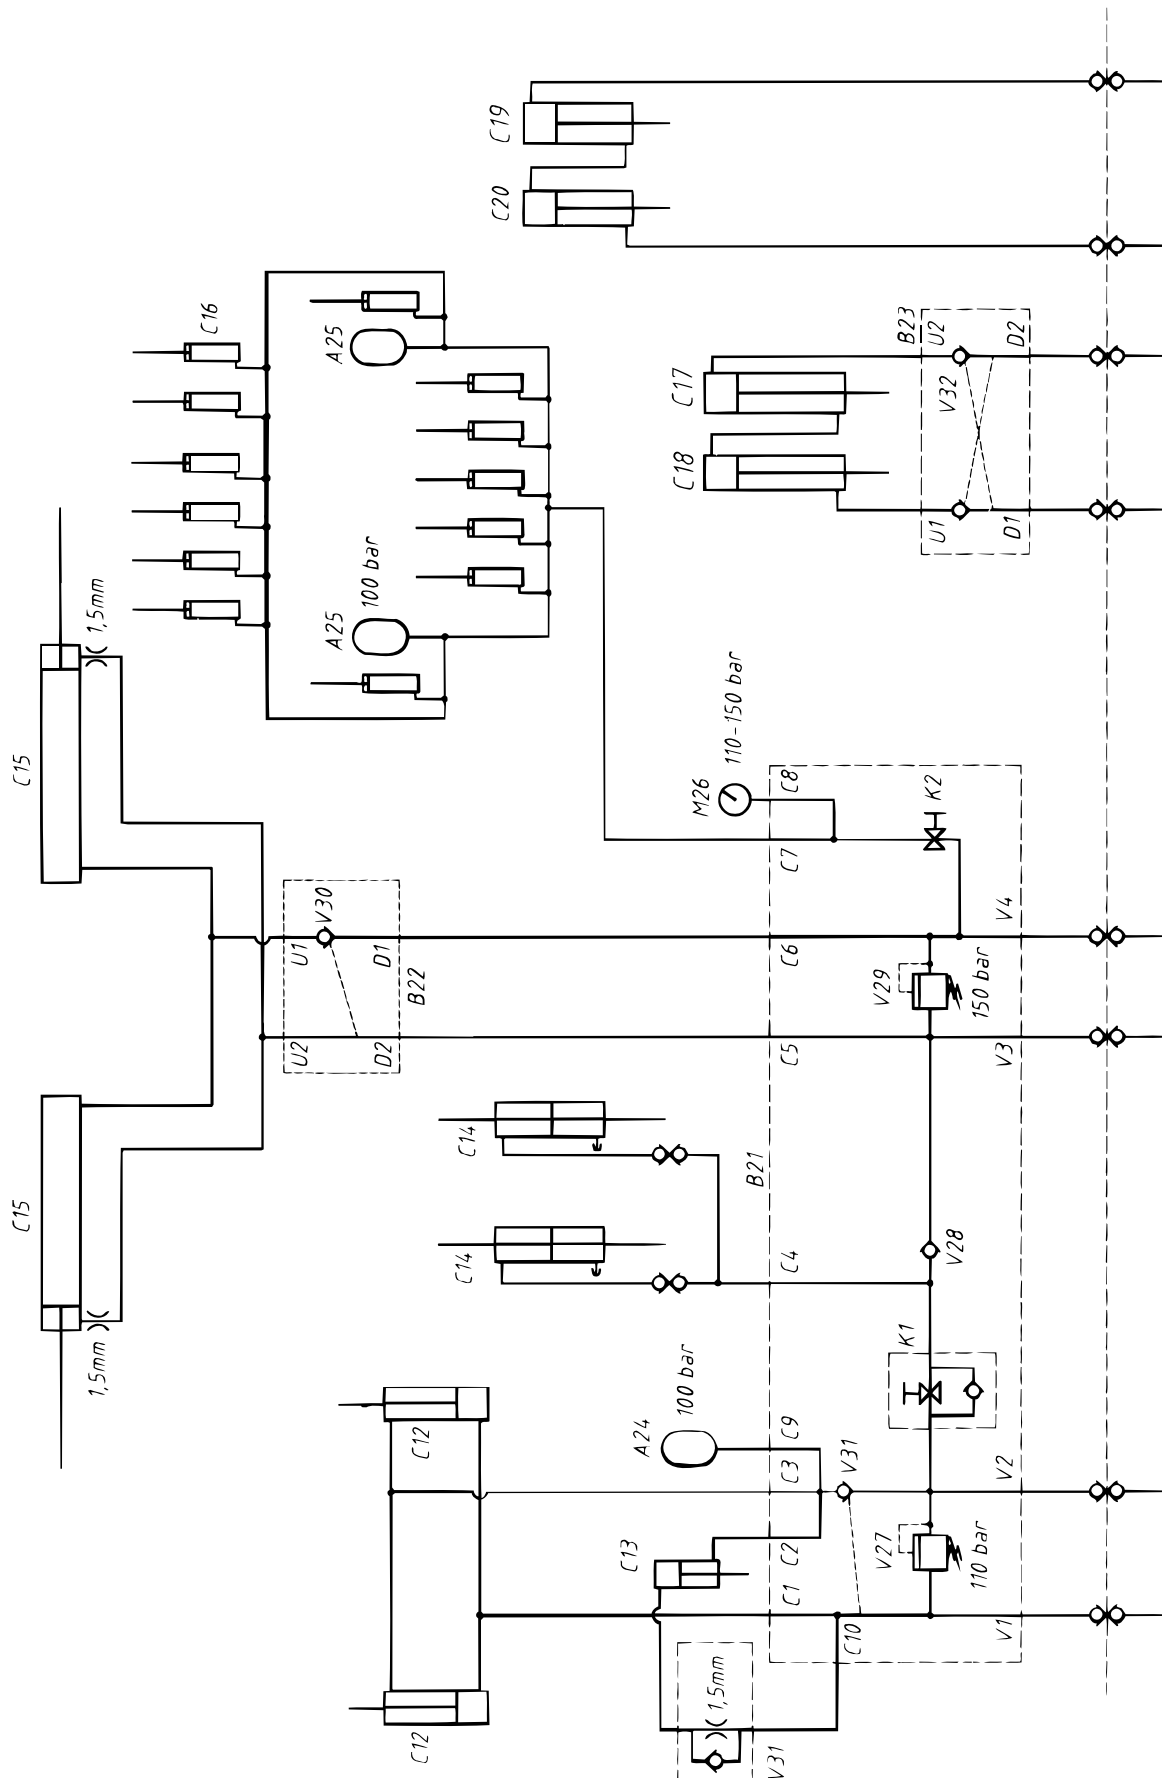 C19
C20
C16
A25
B23
U2
D2
C17
V32
C18
U1
D1
100 bar
A25
1,5mm
C15
110-150 bar
M26
C8
K2
C7
V4
V30
U1
D1
C6
B22
V29
150 bar
U2
D2
C5
V3
C14
B21
C15
C14
C4
V28
K1
1,5mm
100 bar
A24
C12
C9
C3
V31
V2
C13
C2
V27
110 bar
C1
C10
V1
1,5mm
C12
V31